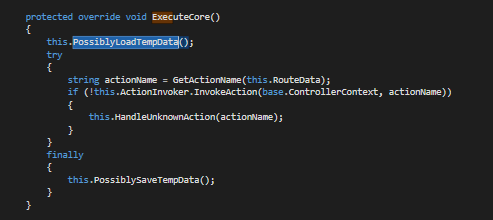 protected override void ExecuteCore()
{
this.PossiblyLoadTempData();
try
{
string actionName = GetActionName(this.RouteData);
if (!this.ActionInvoker.InvokeAction(base.ControllerContext, actionName))
{
this.HandleUnknownAction(actionName);
}
}
finally
{
this.PossiblySaveTempData();
}
}